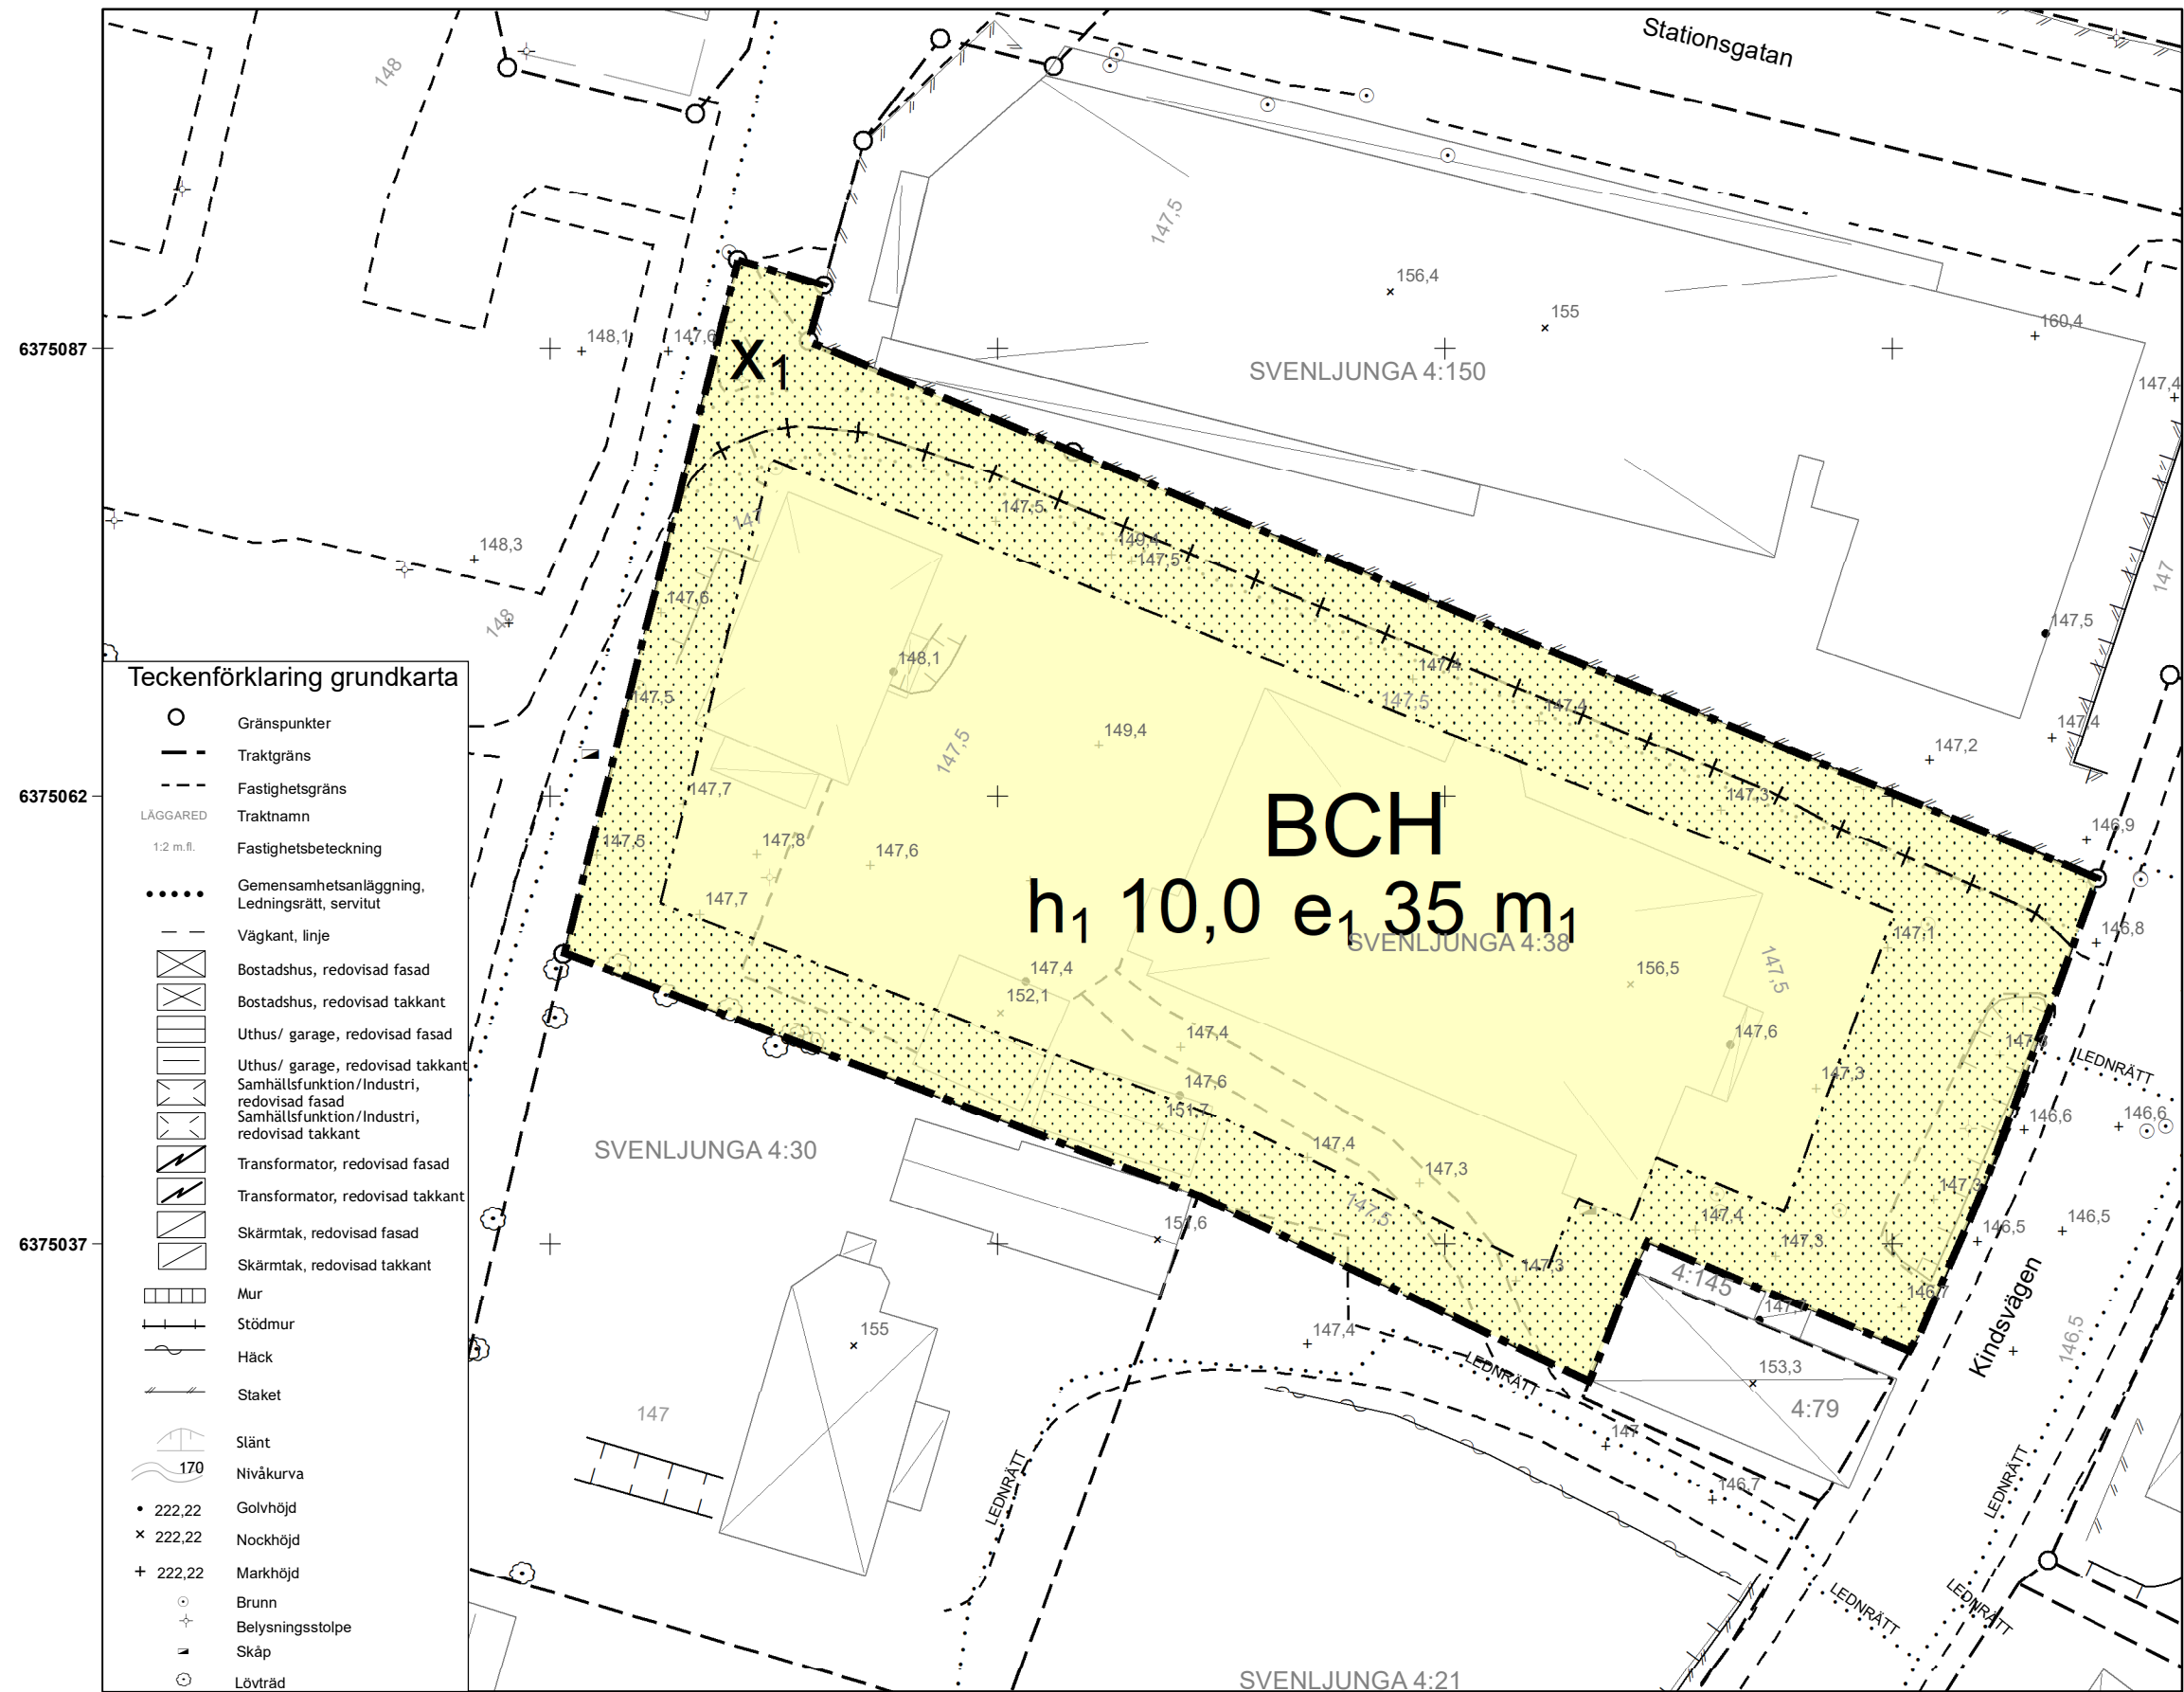 Stationsgatan
148
147,5
156,4
155
160,4
6375087
148,1
147,6
x1
SVENLJUNGA 4:150
147,4
147
147,5
148,3
149,4
147,5
147
148
147,6
147,5
148,1
147,5
147,4
147,5
147,4
147,5
149,4
147,4
147,2
6375062
147,7
147,3
BCH
147,5
147,8
147,6
146,9
h1 10,0 e1 35 m1
147,7
SVENLJUNGA 4:38
147,1
146,8
147,4
152,1
156,5
147,5
147,4
147,6
LEDNRÄTT
147,6
151,7
147,3
146,6
146,6
SVENLJUNGA 4:30
147,4
147,3
147,3
147,5
147,4
146,5
146,5
6375037
151,6
147,3
147,3
4:145
146,7
Kindsvägen
155
147,4
LEDNRÄTT
153,3
146,5
4:79
147
147
146,7
LEDNRÄTT
LEDNRÄTT
LEDNRÄTT
LEDNRÄTT
SVENLJUNGA 4:21
Teckenförklaring grundkarta
Gränspunkter
Traktgräns
Fastighetsgräns
LÄGGARED Traktnamn
1:2 m.fl. Fastighetsbeteckning
Gemensamhetsanläggning,
Ledningsrätt, servitut
Vägkant, linje
Bostadshus, redovisad fasad
Bostadshus, redovisad takkant
Uthus/ garage, redovisad fasad
Uthus/ garage, redovisad takkant
Samhällsfunktion/Industri,
redovisad fasad
Samhällsfunktion/Industri,
redovisad takkant
Transformator, redovisad fasad
Transformator, redovisad takkant
Skärmtak, redovisad fasad
Skärmtak, redovisad takkant
Mur
Stödmur
Häck
Staket
Slänt
170 Nivåkurva
222,22 Golvhöjd
222,22 Nockhöjd
222,22 Markhöjd
Brunn
Belysningsstolpe
Skåp
Lövträd